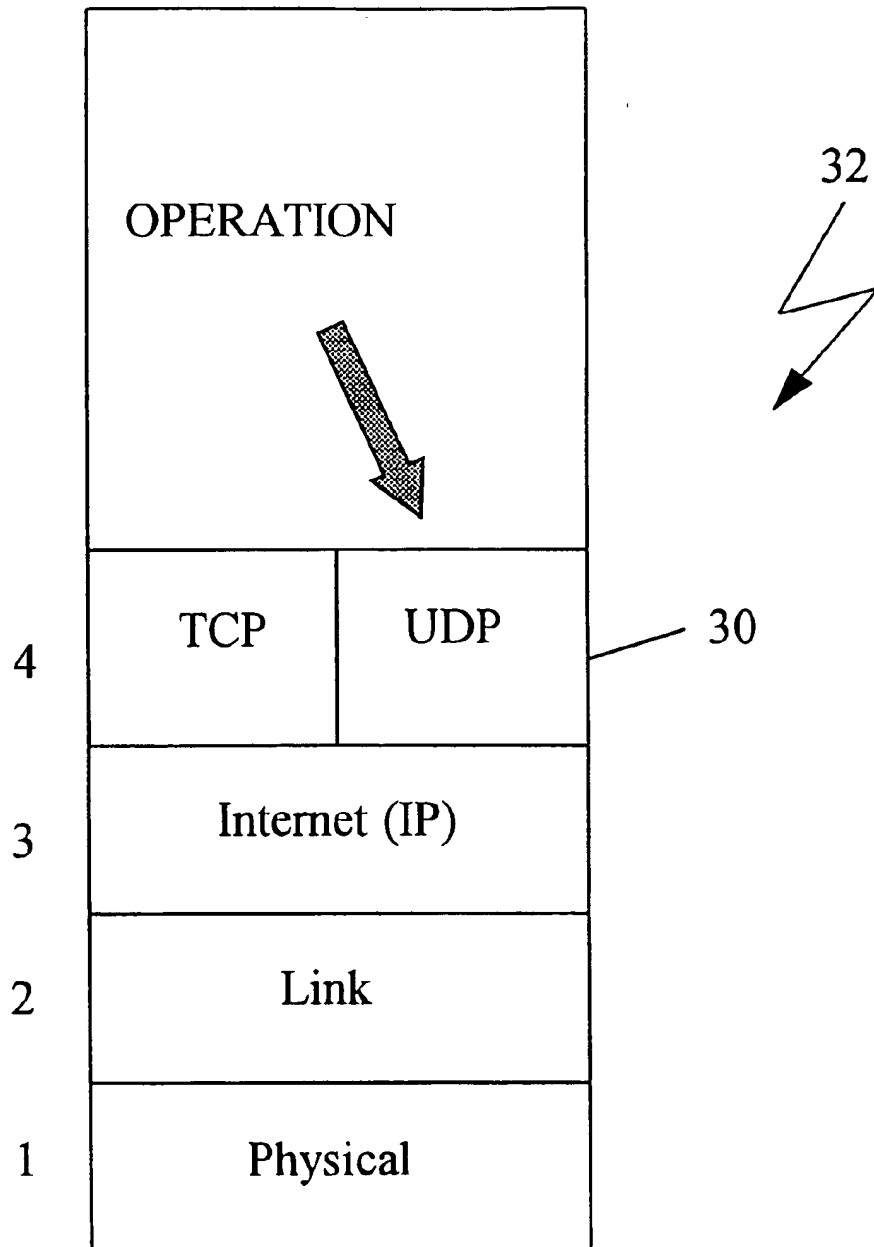 32
OPERATION
TCP UDP 30
4
Internet (IP)
3
Link
2
Physical
1